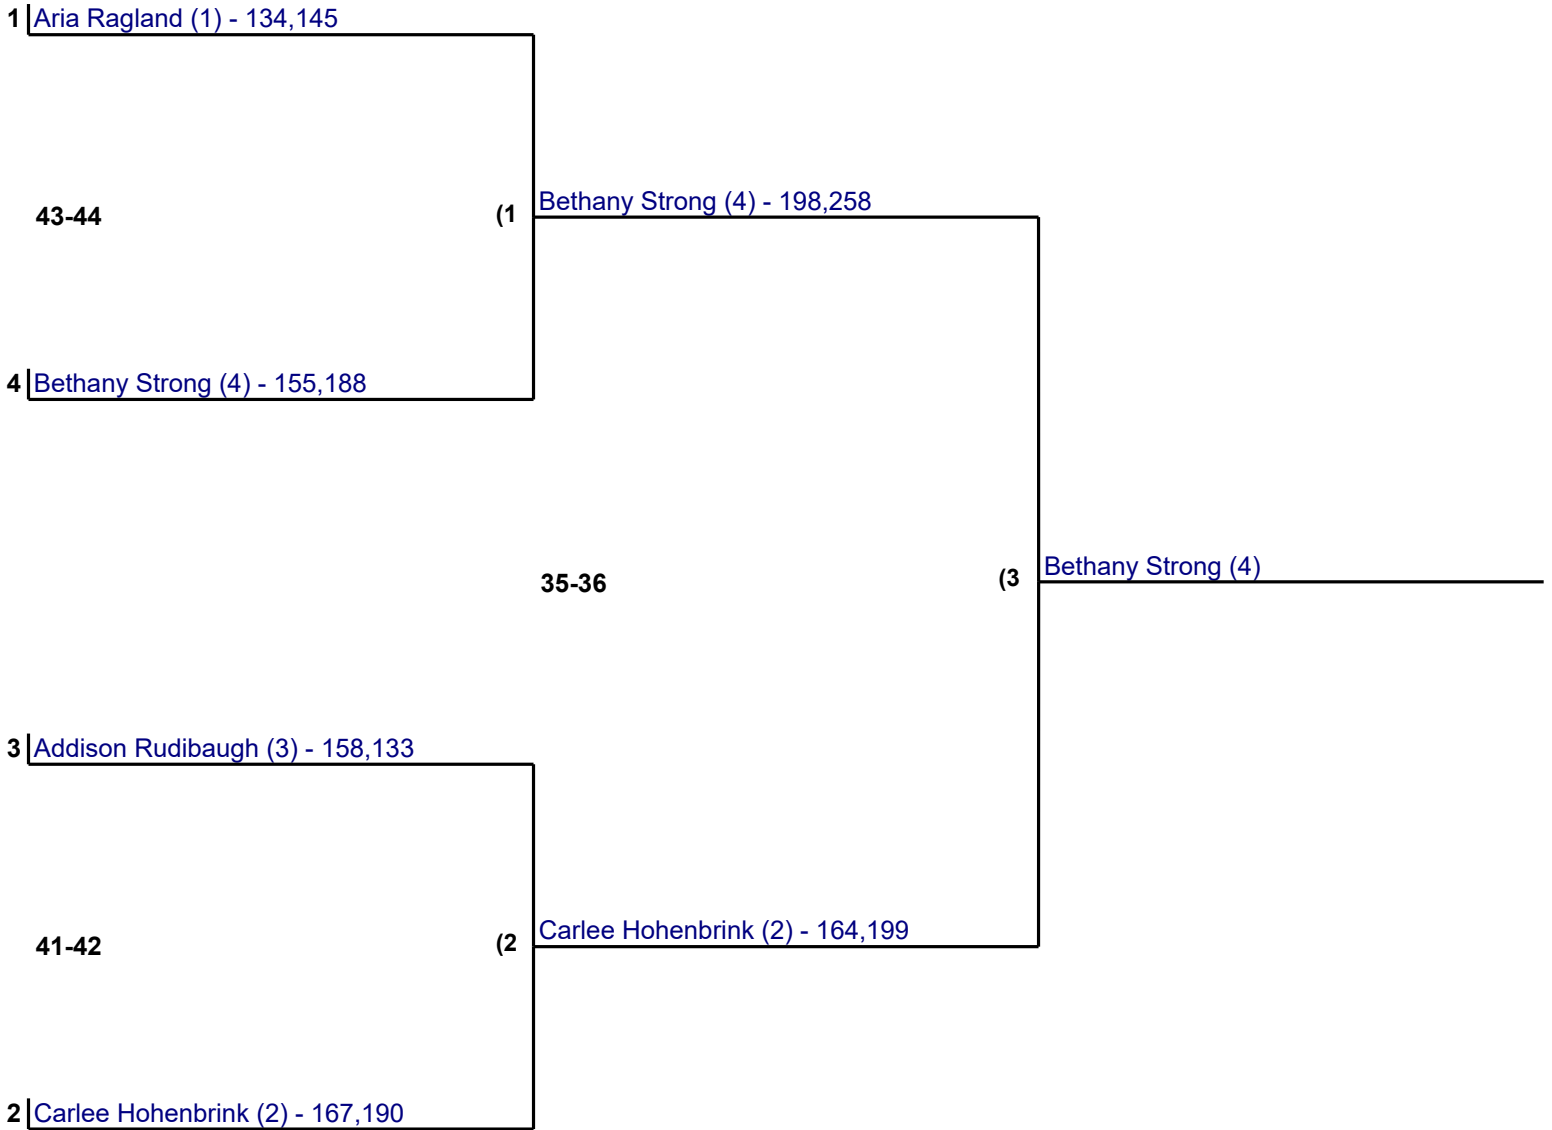 1 Aria Ragland (1) - 134,145
43-44
(1
Bethany Strong (4) - 198,258
4 Bethany Strong (4) - 155,188
35-36
(3
Bethany Strong (4)
3 Addison Rudibaugh (3) - 158,133
41-42
(2
Carlee Hohenbrink (2) - 164,199
2 Carlee Hohenbrink (2) - 167,190